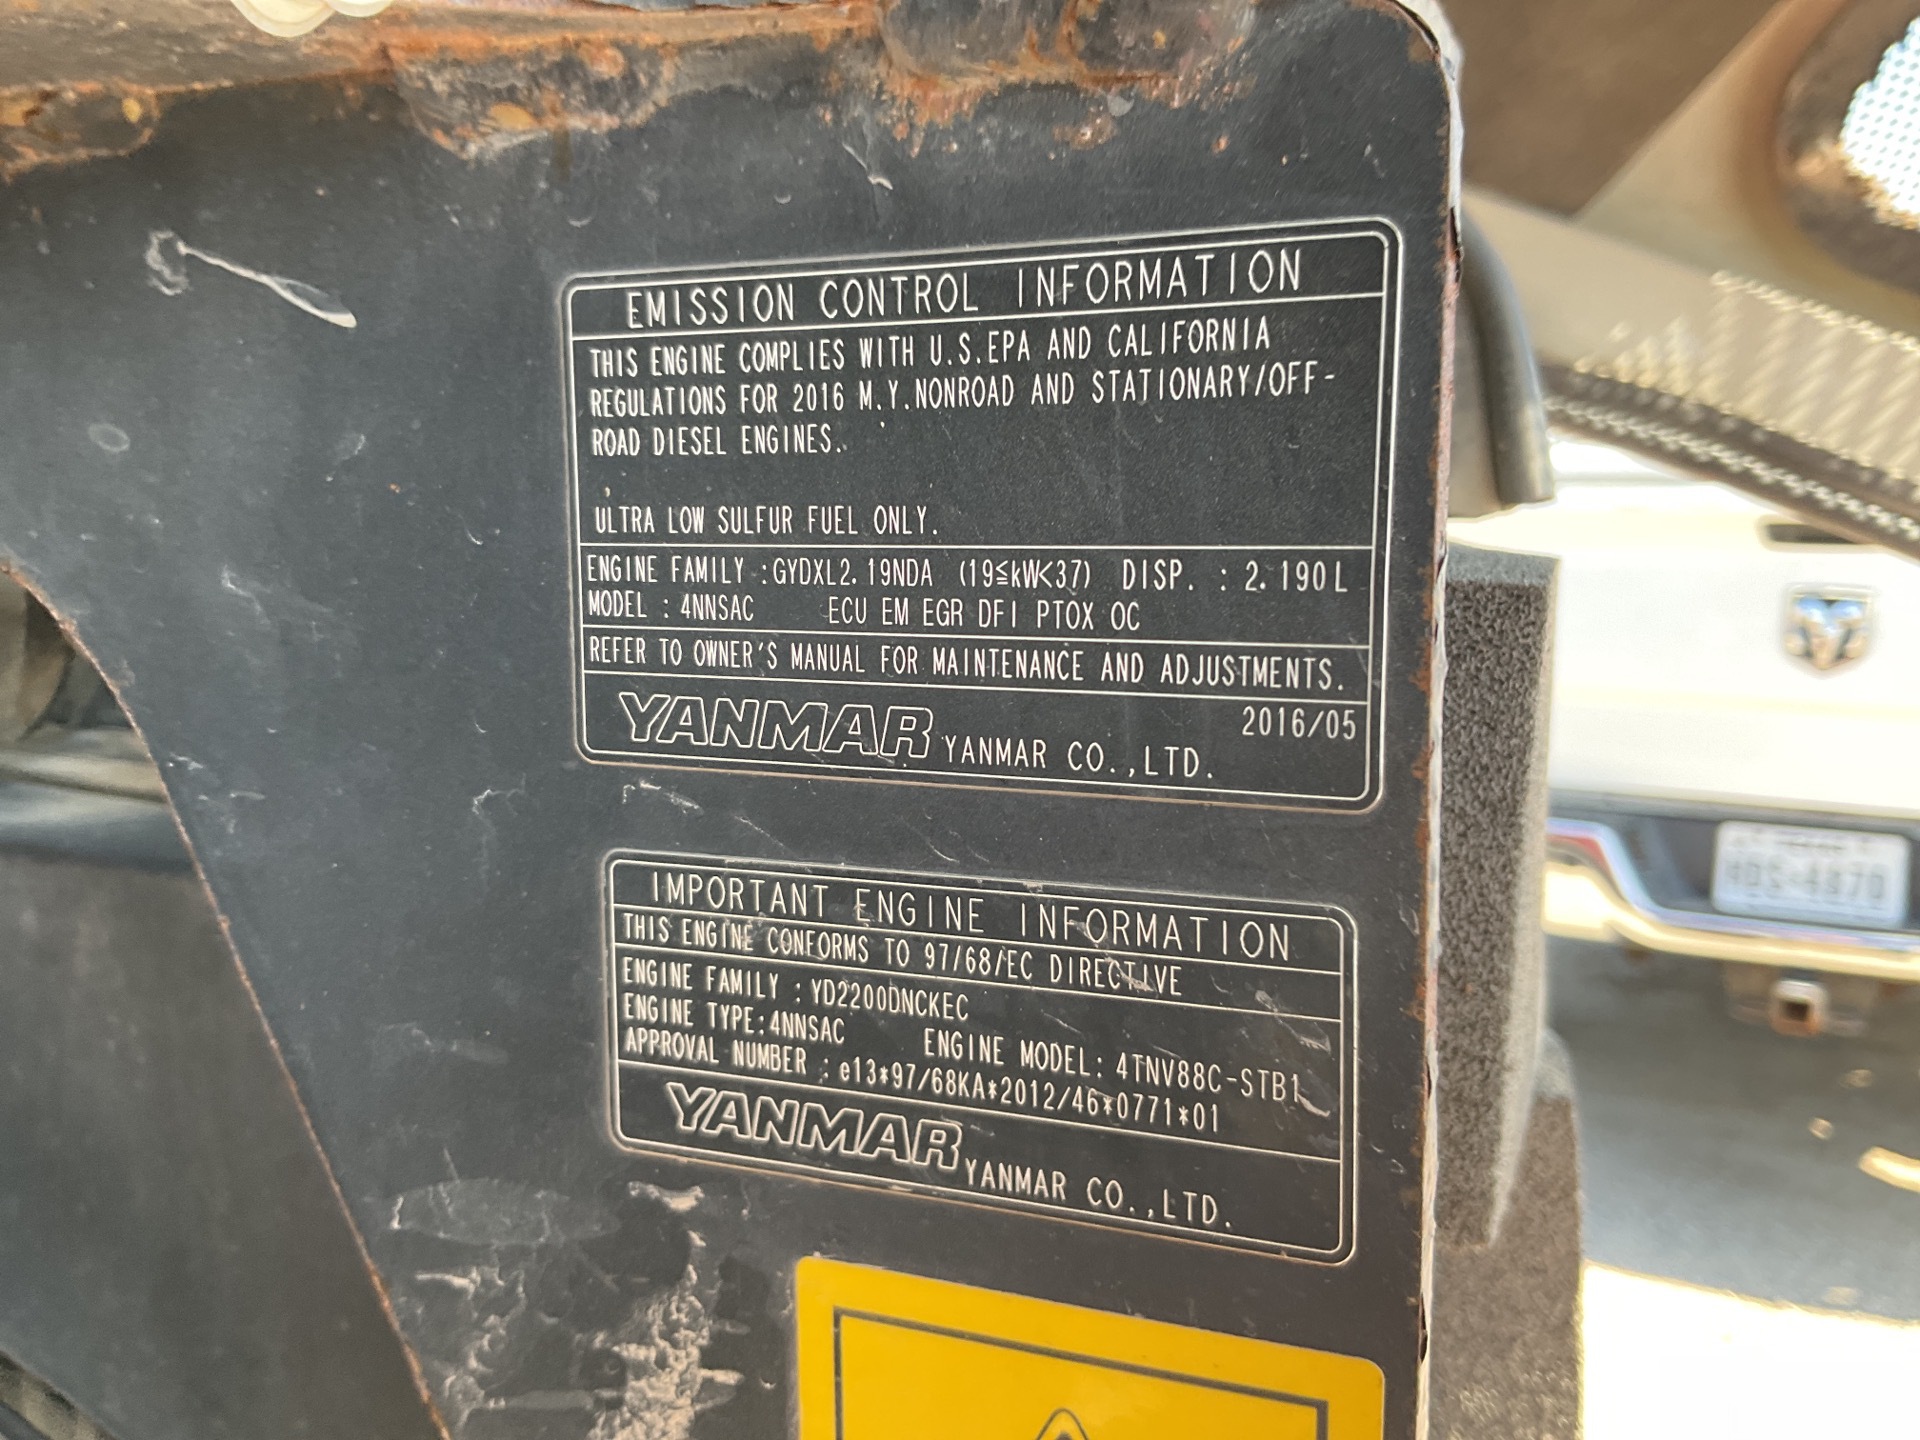 EMISSION CONTROL INFORMATION
THIS ENGINE COMPLIES WITH U.S.EPA AND CALIFORNIA
REGULATIONS FOR 2016 M.Y.NONROAD AND STATIONARY/OFF-
ROAD DIESEL ENGINES.
ULTRA LOW SULFUR FUEL ONLY.
ENGINE FAMILY :GYDXL2.19NDA (19≦kW<37) DISP. : 2.190L
MODEL : 4NNSAC ECU EM EGR DFI PTOX OC
REFER TO OWNER'S MANUAL FOR MAINTENANCE AND ADJUSTMENTS.
2016/05
YANMAR YANMAR CO.,LTD.
IMPORTANT ENGINE INFORMATION
THIS ENGINE CONFORMS TO 97/68/EC DIRECTIVE
ENGINE FAMILY : YD2200DNCKEC
ENGINE TYPE:4NNSAC ENGINE MODEL: 4TNV88C-STB1
APPROVAL NUMBER : e13*97/68KA*2012/46*0771*01
YANMAR YANMAR CO.,LTD.